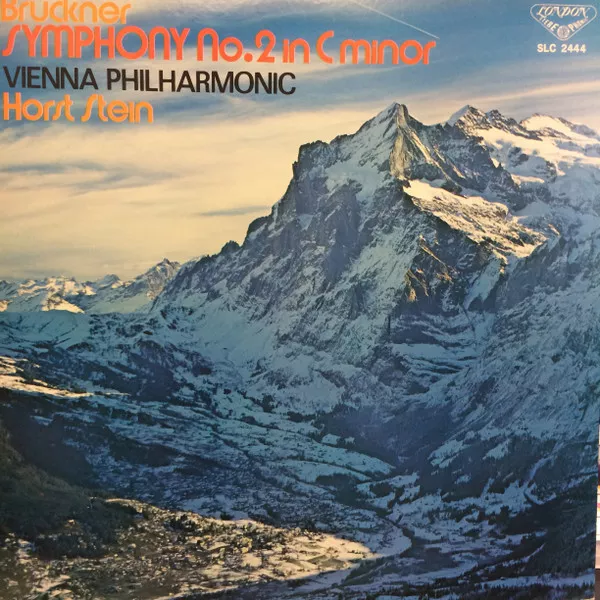 Bruckner
SYMPHONY No.2 in C minor
VIENNA PHILHARMONIC
Horst Stein
LONDON
SLC 2444